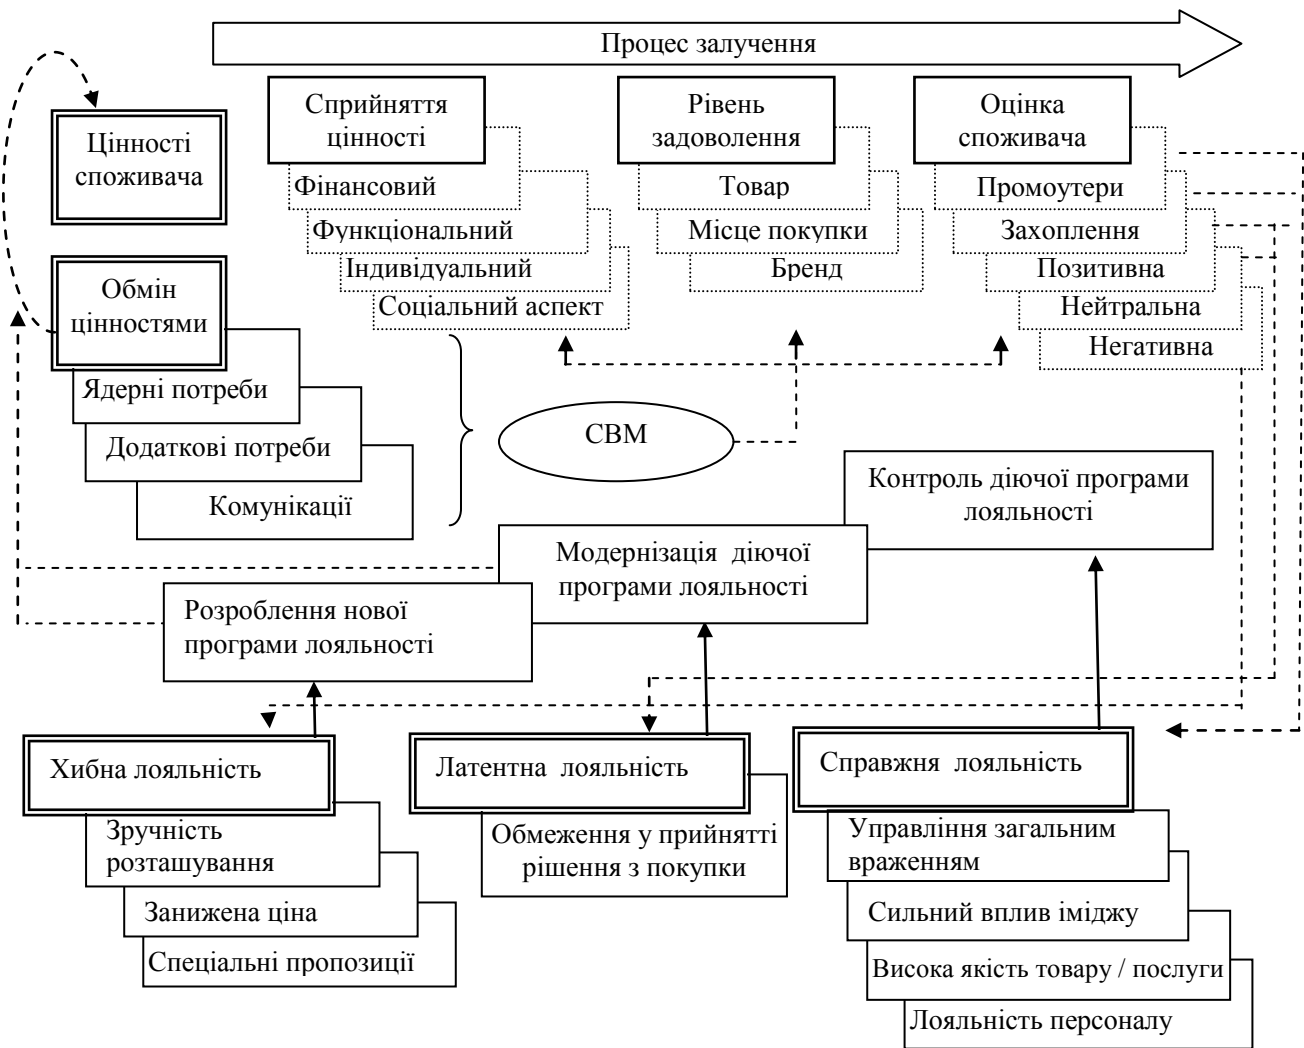 Процес залучення
Цінності
споживача
Сприйняття
цінності
Фінансовий
Функціональний
Індивідуальний
Соціальний аспект
Рівень
задоволення
Товар
Місце покупки
Бренд
Оцінка
споживача
Промоутери
Захоплення
Позитивна
Нейтральна
Негативна
Обмін
цінностями
Ядерні потреби
Додаткові потреби
Комунікації
СВМ
Контроль діючої програми
лояльності
Модернізація діючої
програми лояльності
Розроблення нової
програми лояльності
Хибна лояльність
Зручність
розташування
Занижена ціна
Спеціальні пропозиції
Латентна лояльність
Обмеження у прийнятті
рішення з покупки
Справжня лояльність
Управління загальним
враженням
Сильний вплив іміджу
Висока якість товару / послуги
Лояльність персоналу